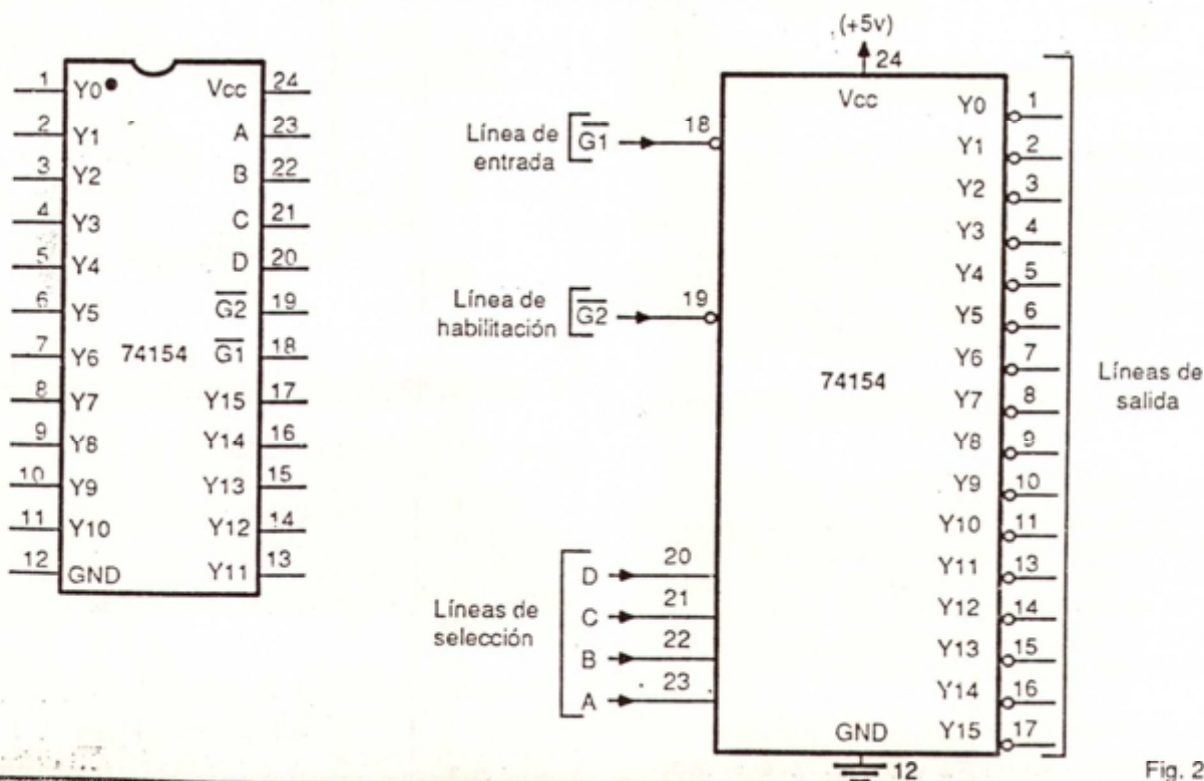 1 Y0 Vcc 24
2 Y1 A 23
3 Y2 B 22
4 Y3 C 21
5 Y4 D 20
6 Y5 G2 19
7 Y6 74154 G1 18
8 Y7 Y15 17
9 Y8 Y14 16
10 Y9 Y13 15
11 Y10 Y12 14
12 GND Y11 13
(+5v)
24
Vcc
Línea de
entrada
G1 18
Línea de
habilitación
G2 19
74154
Líneas de
selección
D 20
C 21
B 22
A 23
GND
12
Y0 1
Y1 2
Y2 3
Y3 4
Y4 5
Y5 6
Y6 7
Y7 8
Y8 9
Y9 10
Y10 11
Y11 13
Y12 14
Y13 15
Y14 16
Y15 17
Líneas de
salida
Fig. 2